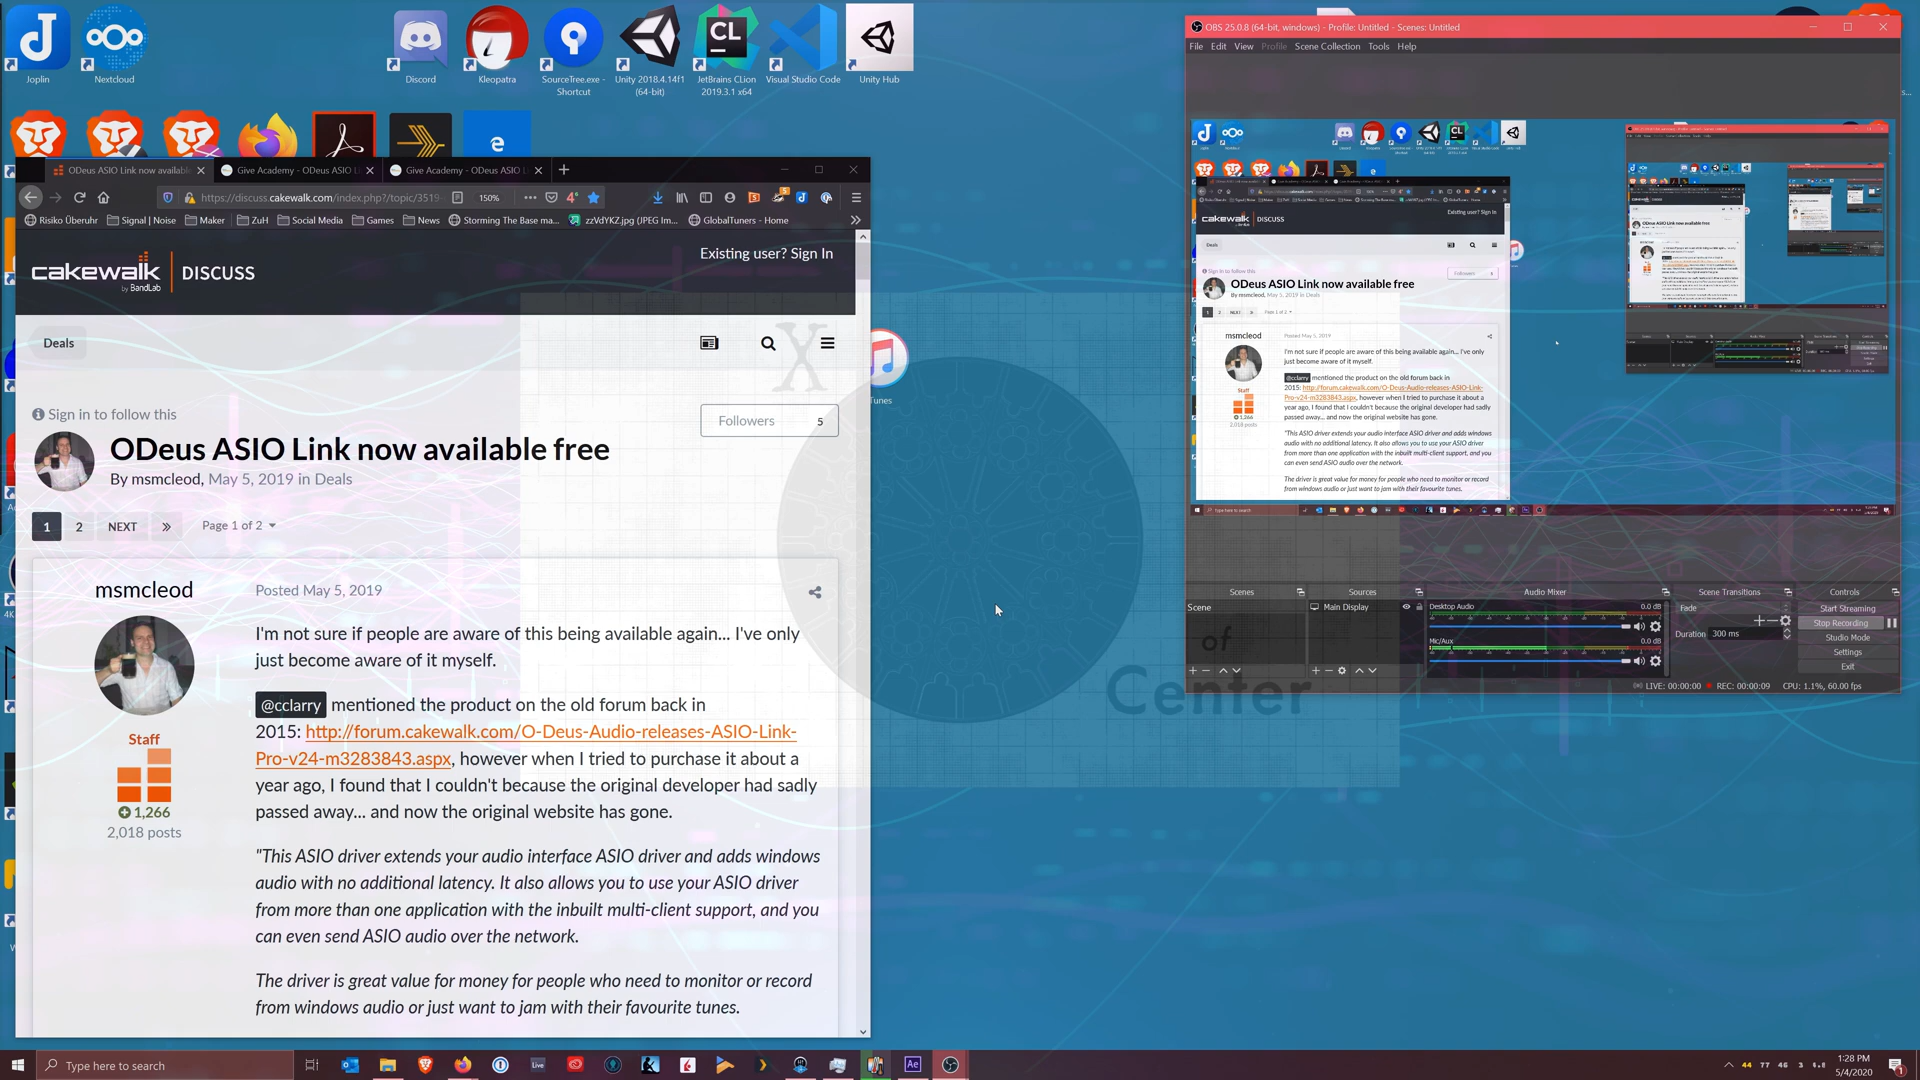 Joplin
Nextcloud
Discord
Kleopatra
SourceTree.exe -
Shortcut
Unity 2018.4.14f1
(64-bit)
JetBrains CLion
2019.3.1 x64
Visual Studio Code
Unity Hub
ODeus ASIO Link now available
Give Academy - ODeus ASIO L
Give Academy - ODeus ASIO L
https://discuss.cakewalk.com/index.php?/topic/3519
150%
Risiko Überuhr
Signal | Noise
Maker
ZuH
Social Media
Games
News
Storming The Base ma...
zzVdYKZ.jpg (JPEG Im...
GlobalTuners - Home
cakewalk
by BandLab
DISCUSS
Existing user? Sign In
Deals
Sign in to follow this
Followers 5
ODeus ASIO Link now available free
By msmcleod, May 5, 2019 in Deals
1 2 NEXT » Page 1 of 2
msmcleod
Posted May 5, 2019
Staff
1,266
2,018 posts
I'm not sure if people are aware of this being available again... I've only
just become aware of it myself.
@cclarry mentioned the product on the old forum back in
2015: http://forum.cakewalk.com/O-Deus-Audio-releases-ASIO-Link-
Pro-v24-m3283843.aspx, however when I tried to purchase it about a
year ago, I found that I couldn't because the original developer had sadly
passed away... and now the original website has gone.
"This ASIO driver extends your audio interface ASIO driver and adds windows
audio with no additional latency. It also allows you to use your ASIO driver
from more than one application with the inbuilt multi-client support, and you
can even send ASIO audio over the network.
The driver is great value for money for people who need to monitor or record
from windows audio or just want to jam with their favourite tunes.
X
of
Center
OBS 25.0.8 (64-bit, windows) - Profile: Untitled - Scenes: Untitled
File Edit View Profile Scene Collection Tools Help
Scenes
Scene
Sources
Main Display
Audio Mixer
Desktop Audio
0.0 dB
Mic/Aux
0.0 dB
Scene Transitions
Fade
Duration 300 ms
Controls
Start Streaming
Stop Recording
Studio Mode
Settings
Exit
LIVE: 00:00:00
REC: 00:00:09
CPU: 1.1%, 60.00 fps
Type here to search
Live
Ae
44 77 46 3
1:28 PM
5/4/2020